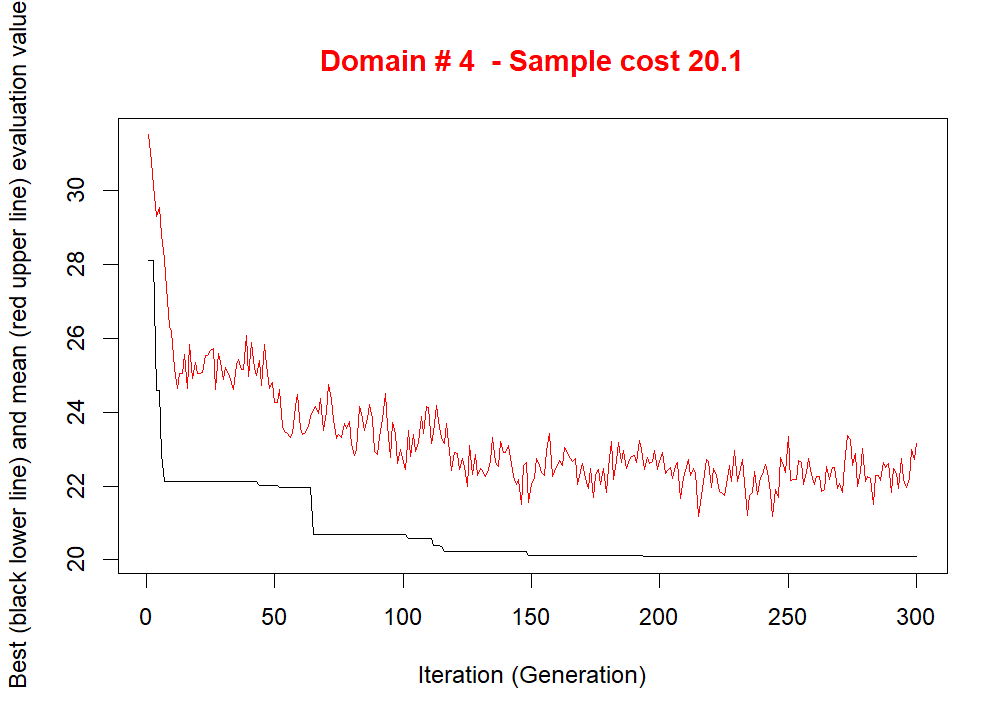 Domain # 4  - Sample cost 20.1
Best (black lower line) and mean (red upper line) evaluation value
30
28
26
24
22
20
0 50 100 150 200 250 300
Iteration (Generation)